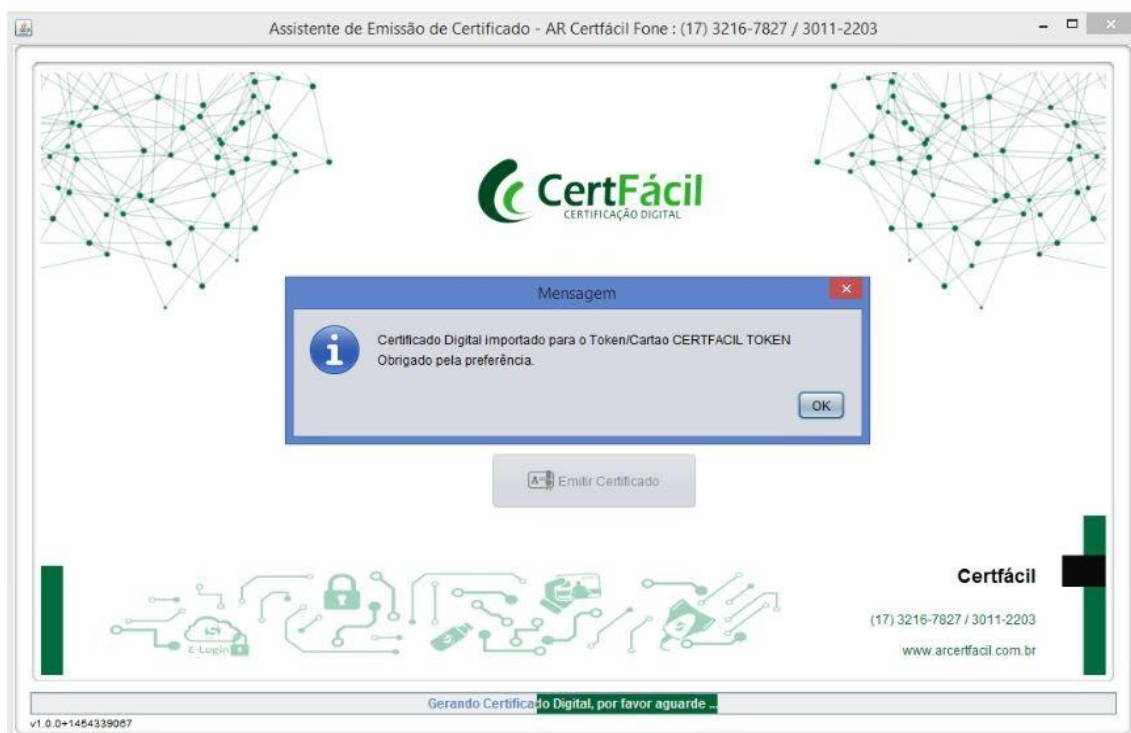 Assistente de Emissão de Certificado - AR Certfácil Fone : (17) 3216-7827 / 3011-2203
CertFácil
CERTIFICAÇÃO DIGITAL
Mensagem
Certificado Digital importado para o Token/Cartao CERTFACIL TOKEN
Obrigado pela preferência.
OK
Emitir Certificado
E-Login
Certfácil
(17) 3216-7827 / 3011-2203
www.arcertfacil.com.br
Gerando Certificado Digital, por favor aguarde ...
v1.0.0+1464339087